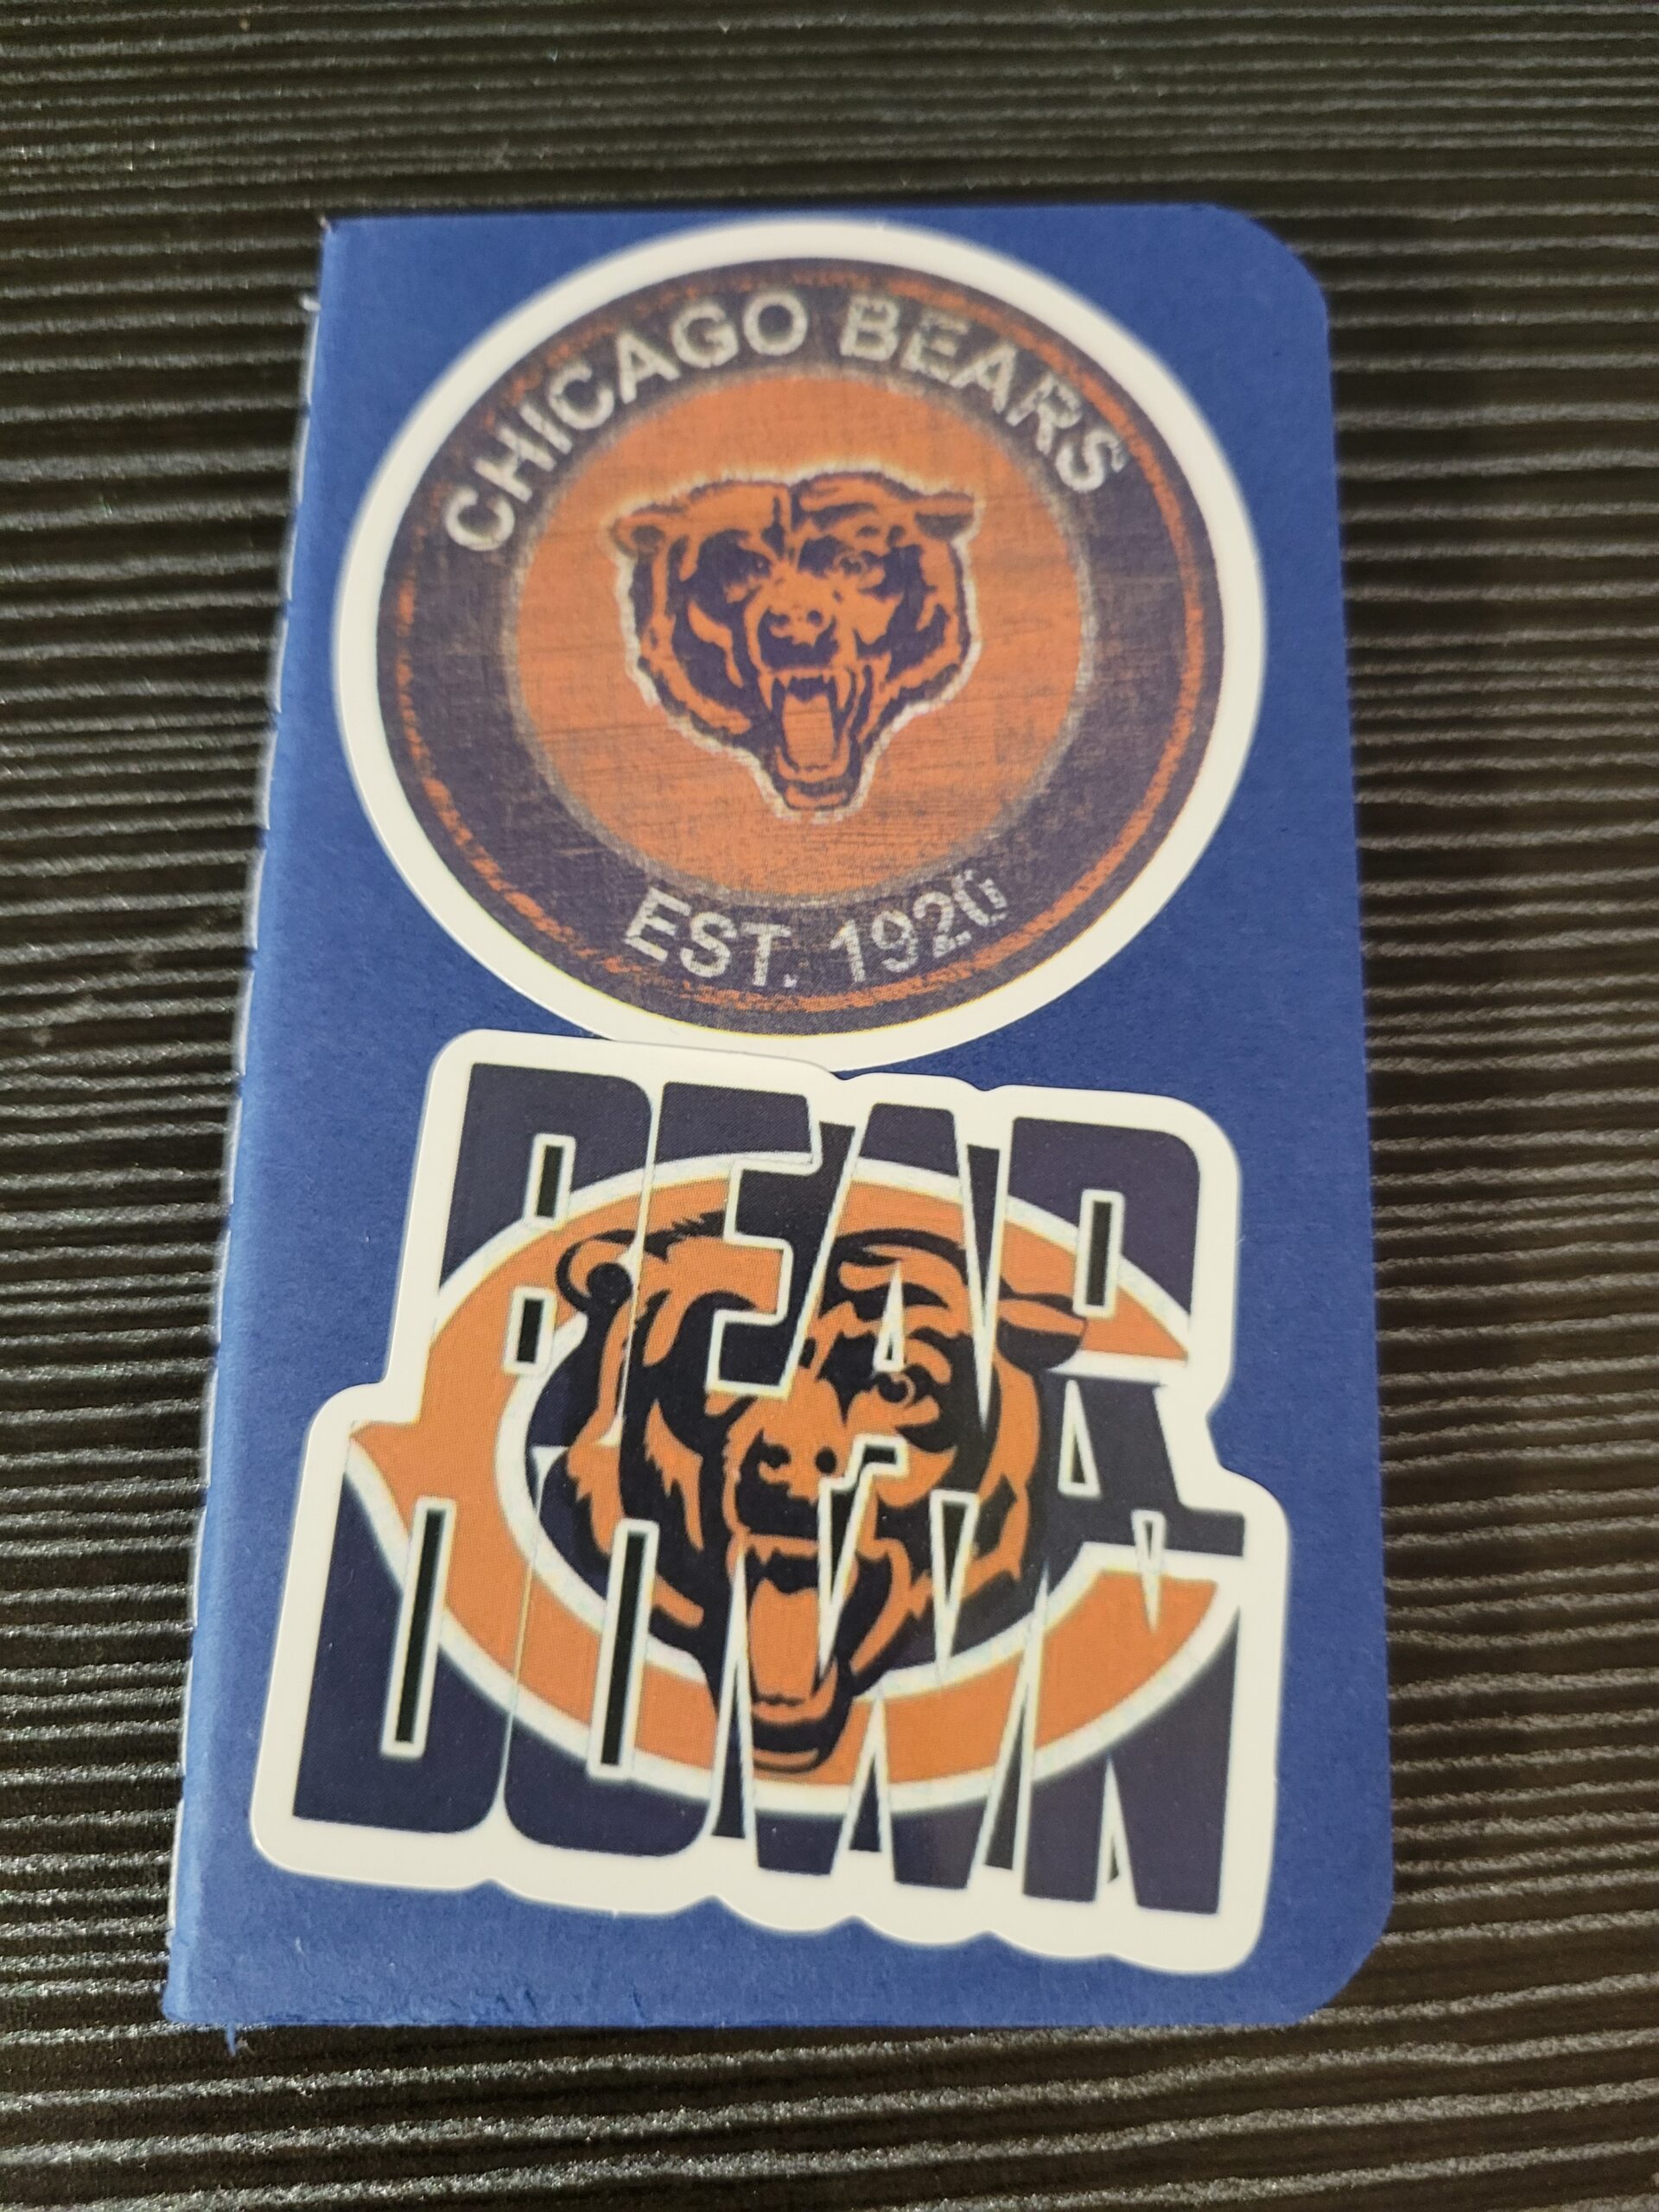 CHICAGO BEARS
EST. 1920
BEAR
DOWN